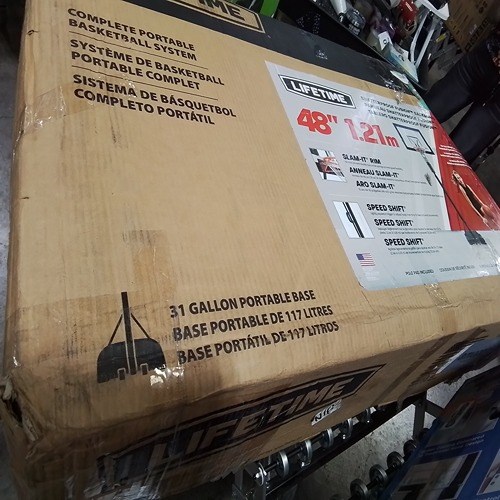 LIFETIME
COMPLETE PORTABLE
BASKETBALL SYSTEM
SYSTÈME DE BASKETBALL
PORTABLE COMPLET
SISTEMA DE BÁSQUETBOL
COMPLETO PORTÁTIL
LIFETIME
48" 1.21m
SLAM-IT RIM
ANNEAU SLAM-IT
ARO SLAM-IT
SPEED SHIFT
SPEED SHIFT
SPEED SHIFT
31 GALLON PORTABLE BASE
BASE PORTABLE DE 117 LITRES
BASE PORTÁTIL DE 117 LITROS
LIFETIME